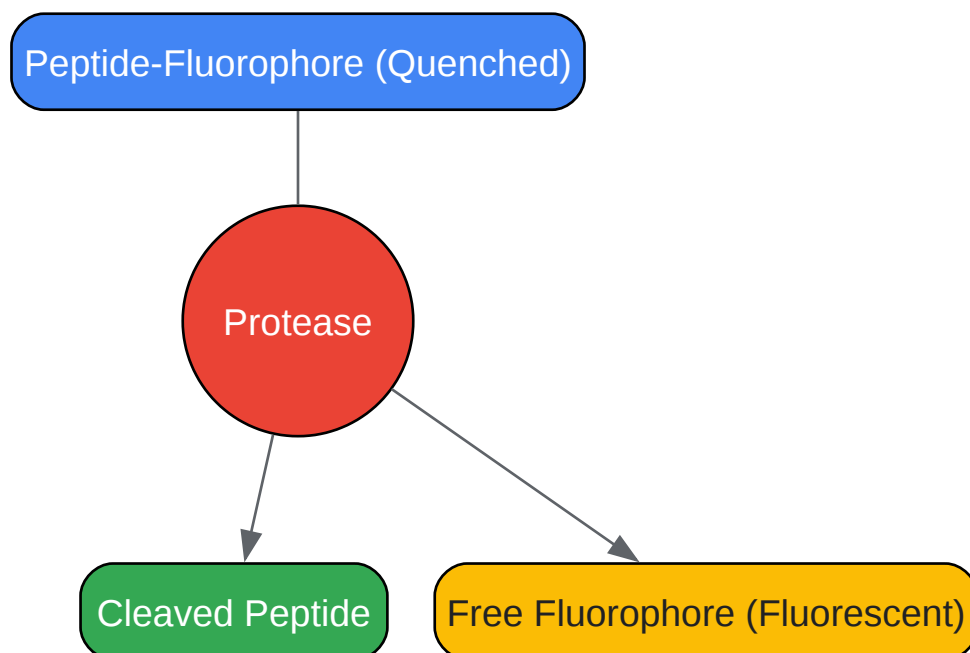 Peptide-Fluorophore (Quenched)
Protease
Cleaved Peptide
Free Fluorophore (Fluorescent)